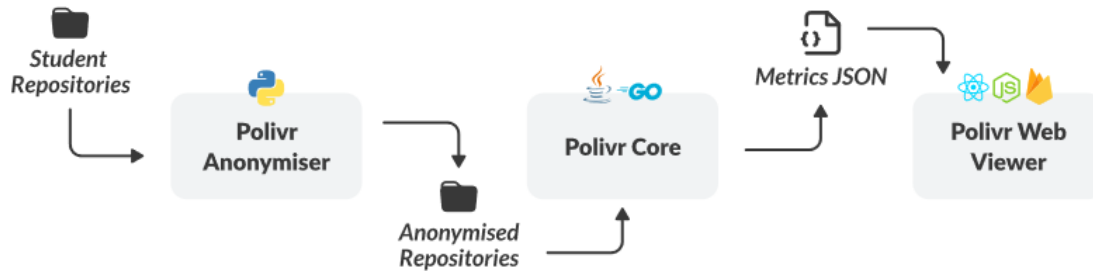 Student
Repositories
Polivr
Anonymiser
Anonymised
Repositories
GO
Polivr Core
{}
Metrics JSON
JS
Polivr Web
Viewer